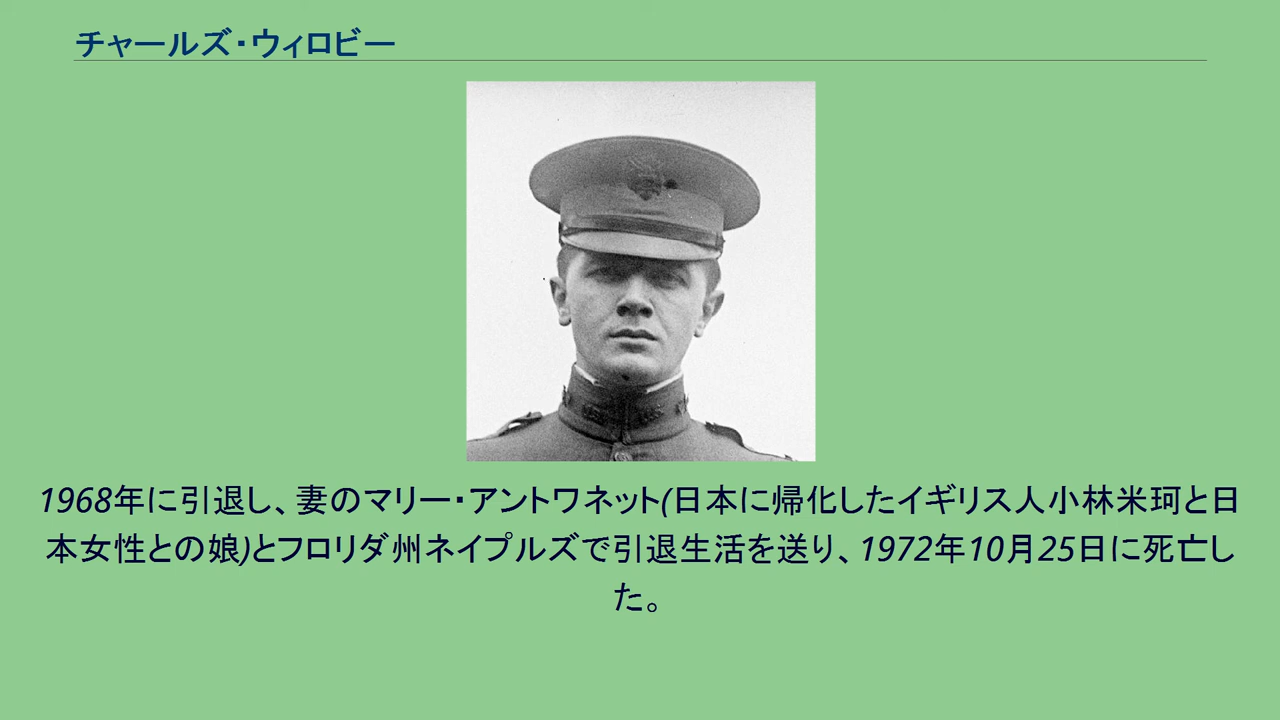 チャールズ・ウィロビー
1968年に引退し、妻のマリー・アントワネット(日本に帰化したイギリス人小林米珂と日
本女性との娘)とフロリダ州ネイプルズで引退生活を送り、1972年10月25日に死亡し
た。